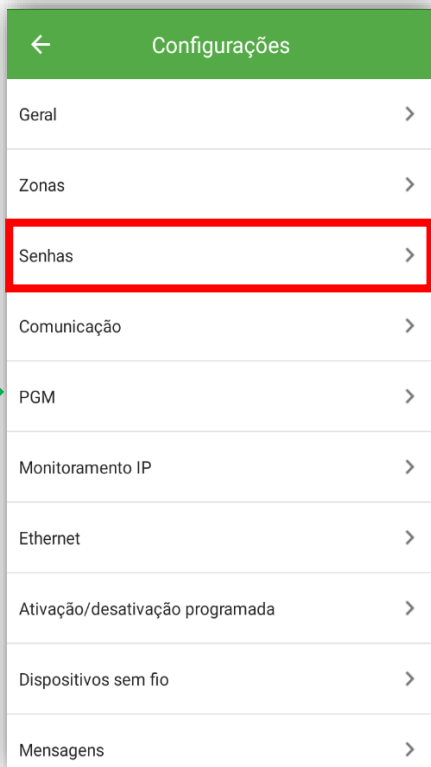 Configurações
Geral
Zonas
Senhas
Comunicação
PGM
Monitoramento IP
Ethernet
Ativação/desativação programada
Dispositivos sem fio
Mensagens